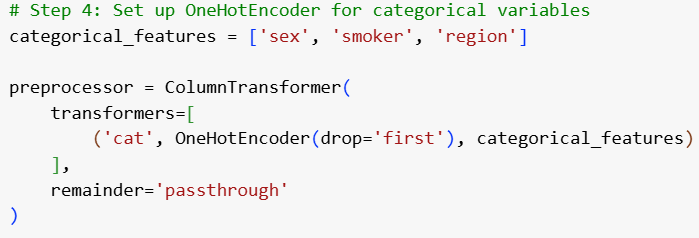 # Step 4: Set up OneHotEncoder for categorical variables
categorical_features = ['sex', 'smoker', 'region']

preprocessor = ColumnTransformer(
    transformers=[
        ('cat', OneHotEncoder(drop='first'), categorical_features)
    ],
    remainder='passthrough'
)